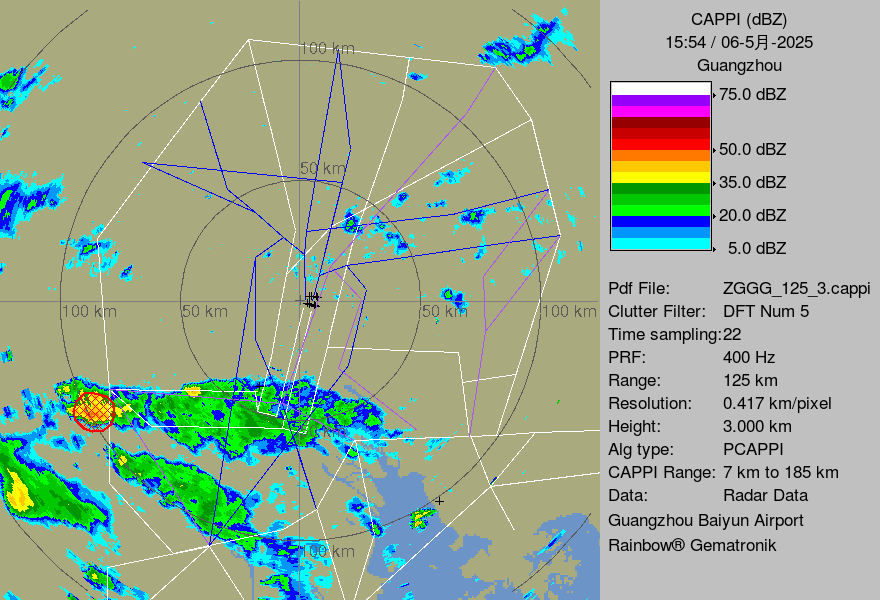 CAPPI (dBZ)
15:54 / 06-5月-2025
Guangzhou
75.0 dBZ
50.0 dBZ
35.0 dBZ
20.0 dBZ
5.0 dBZ
Pdf File: ZGGG_125_3.cappi
Clutter Filter: DFT Num 5
Time sampling:22
PRF: 400 Hz
Range: 125 km
Resolution: 0.417 km/pixel
Height: 3.000 km
Alg type: PCAPPI
CAPPI Range: 7 km to 185 km
Data: Radar Data
Guangzhou Baiyun Airport
Rainbow® Gematronik
100 km
50 km
100 km
50 km
50 km
100 km
100 km